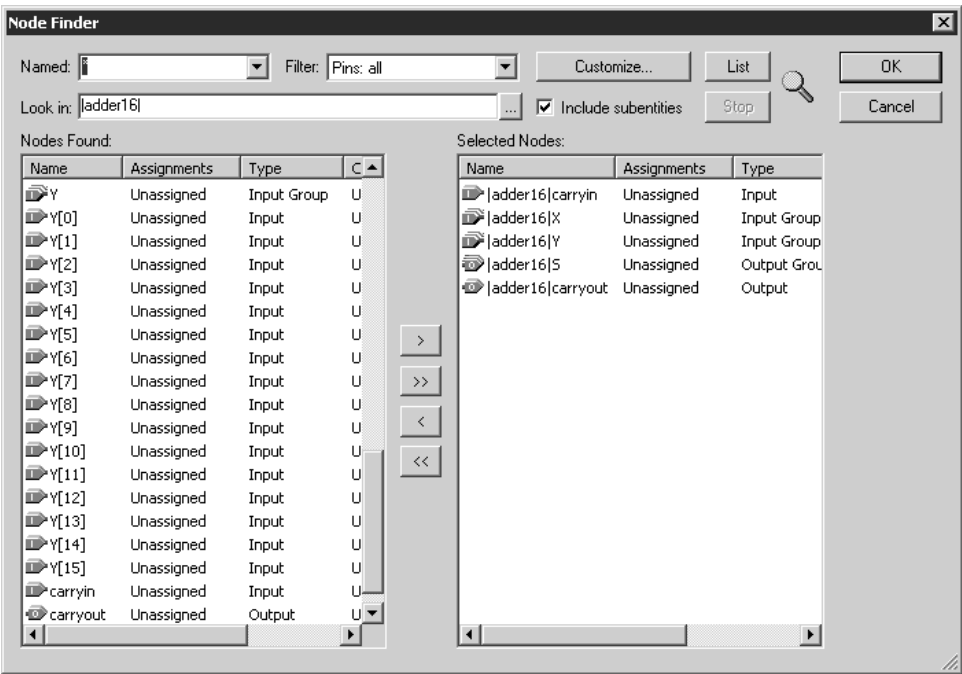 Node Finder
Named: * Filter: Pins: all Customize... List OK
Look in: |adder16| ... Include subentities Stop Cancel
Nodes Found: Selected Nodes:
Name Assignments Type C Name Assignments Type
Y Unassigned Input Group U |adder16|carryin Unassigned Input
Y[0] Unassigned Input U |adder16|X Unassigned Input Group
Y[1] Unassigned Input U |adder16|Y Unassigned Input Group
Y[2] Unassigned Input U |adder16|S Unassigned Output Grou
Y[3] Unassigned Input U |adder16|carryout Unassigned Output
Y[4] Unassigned Input U
Y[5] Unassigned Input U
>
Y[6] Unassigned Input U
Y[7] Unassigned Input U
>>
Y[8] Unassigned Input U
Y[9] Unassigned Input U
<
Y[10] Unassigned Input U
<<
Y[11] Unassigned Input U
Y[12] Unassigned Input U
Y[13] Unassigned Input U
Y[14] Unassigned Input U
Y[15] Unassigned Input U
carryin Unassigned Input U
carryout Unassigned Output U